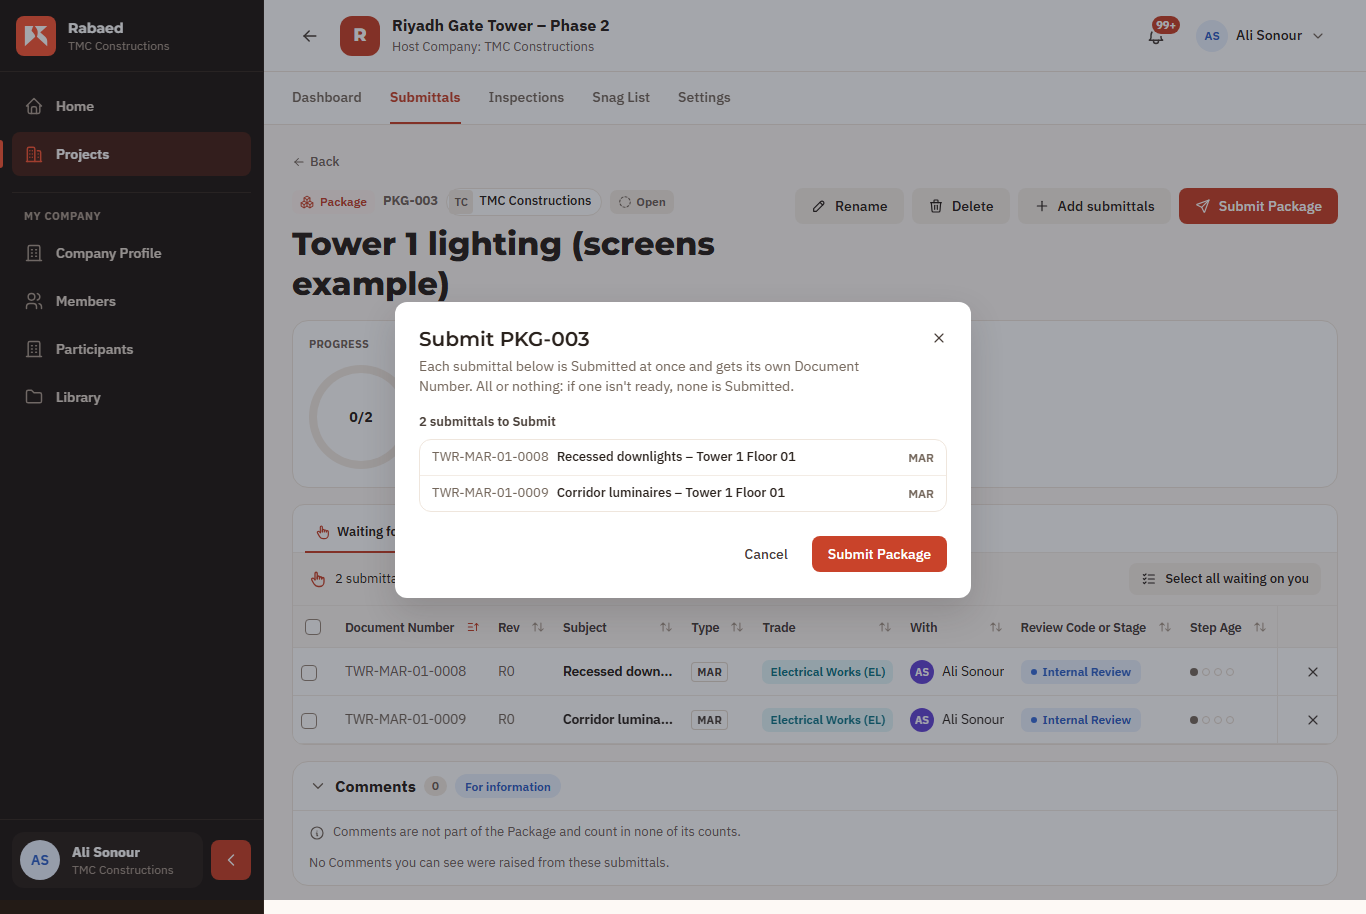 Rabaed
TMC Constructions
Home
Projects
MY COMPANY
Company Profile
Members
Participants
Library
AS
Ali Sonour
TMC Constructions
R
Riyadh Gate Tower – Phase 2
Host Company: TMC Constructions
99+
AS
Ali Sonour
Dashboard
Submittals
Inspections
Snag List
Settings
Back
Package
PKG-003
TC
TMC Constructions
Open
Rename
Delete
Add submittals
Submit Package
Tower 1 lighting (screens
example)
PROGRESS
0/2
Submit PKG-003
Each submittal below is Submitted at once and gets its own Document
Number. All or nothing: if one isn't ready, none is Submitted.
2 submittals to Submit
TWR-MAR-01-0008 Recessed downlights – Tower 1 Floor 01 MAR
TWR-MAR-01-0009 Corridor luminaires – Tower 1 Floor 01 MAR
Cancel
Submit Package
Waiting
2
Select all waiting on you
Document Number Rev Subject Type Trade With Review Code or Stage Step Age
TWR-MAR-01-0008 R0 Recessed down... MAR Electrical Works (EL) AS Ali Sonour Internal Review
TWR-MAR-01-0009 R0 Corridor lumina... MAR Electrical Works (EL) AS Ali Sonour Internal Review
Comments 0 For information
Comments are not part of the Package and count in none of its counts.
No Comments you can see were raised from these submittals.